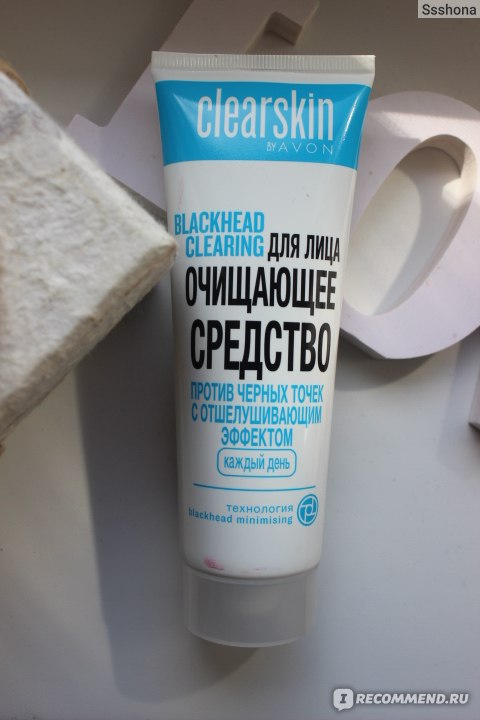 Ssshona
clearskin
BY AVON
BLACKHEAD
CLEARING ДЛЯ ЛИЦА
ОЧИЩАЮЩЕЕ
СРЕДСТВО
ПРОТИВ ЧЕРНЫХ ТОЧЕК
С ОТШЕЛУШИВАЮЩИМ
ЭФФЕКТОМ
каждый день
технология
blackhead minimising
IRECOMMEND.RU